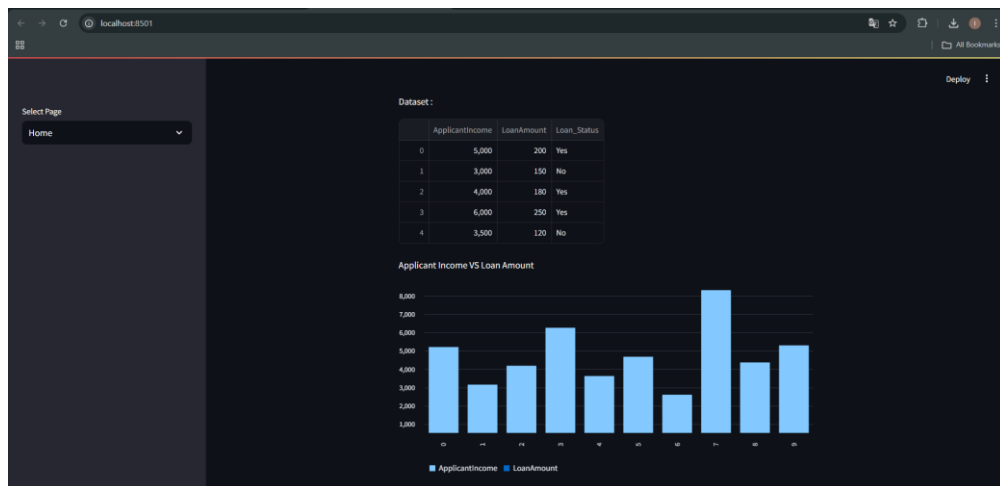 localhost:8501
All Bookmarks
Deploy
Select Page
Home
Dataset :
ApplicantIncome LoanAmount Loan_Status
0 5,000 200 Yes
1 3,000 150 No
2 4,000 180 Yes
3 6,000 250 Yes
4 3,500 120 No
Applicant Income VS Loan Amount
8,000
7,000
6,000
5,000
4,000
3,000
2,000
1,000
0 1 2 3 4 5 6 7 8 9
ApplicantIncome LoanAmount